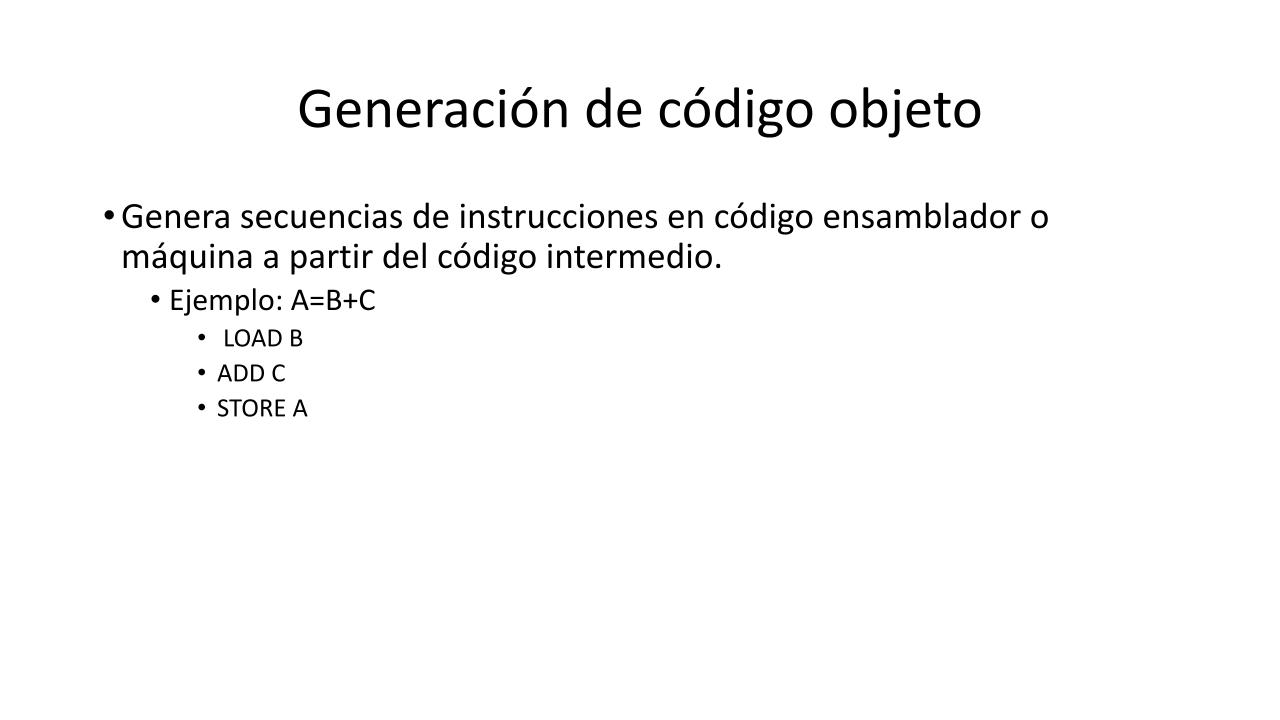 Generación de código objeto
• Genera secuencias de instrucciones en código ensamblador o
máquina a partir del código intermedio.
• Ejemplo: A=B+C
• LOAD B
• ADD C
• STORE A